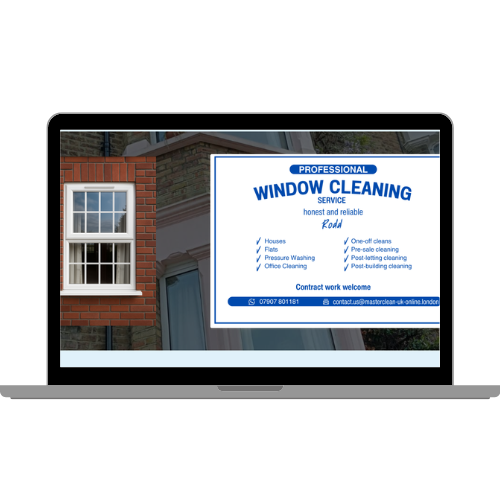 PROFESSIONAL
WINDOW CLEANING
SERVICE
honest and reliable
Rodd
Houses
Flats
Pressure Washing
Office Cleaning
One-off cleans
Pre-sale cleaning
Post-letting cleaning
Post-building cleaning
Contract work welcome
07907 801161
contact.us@masterclean-uk-online.london